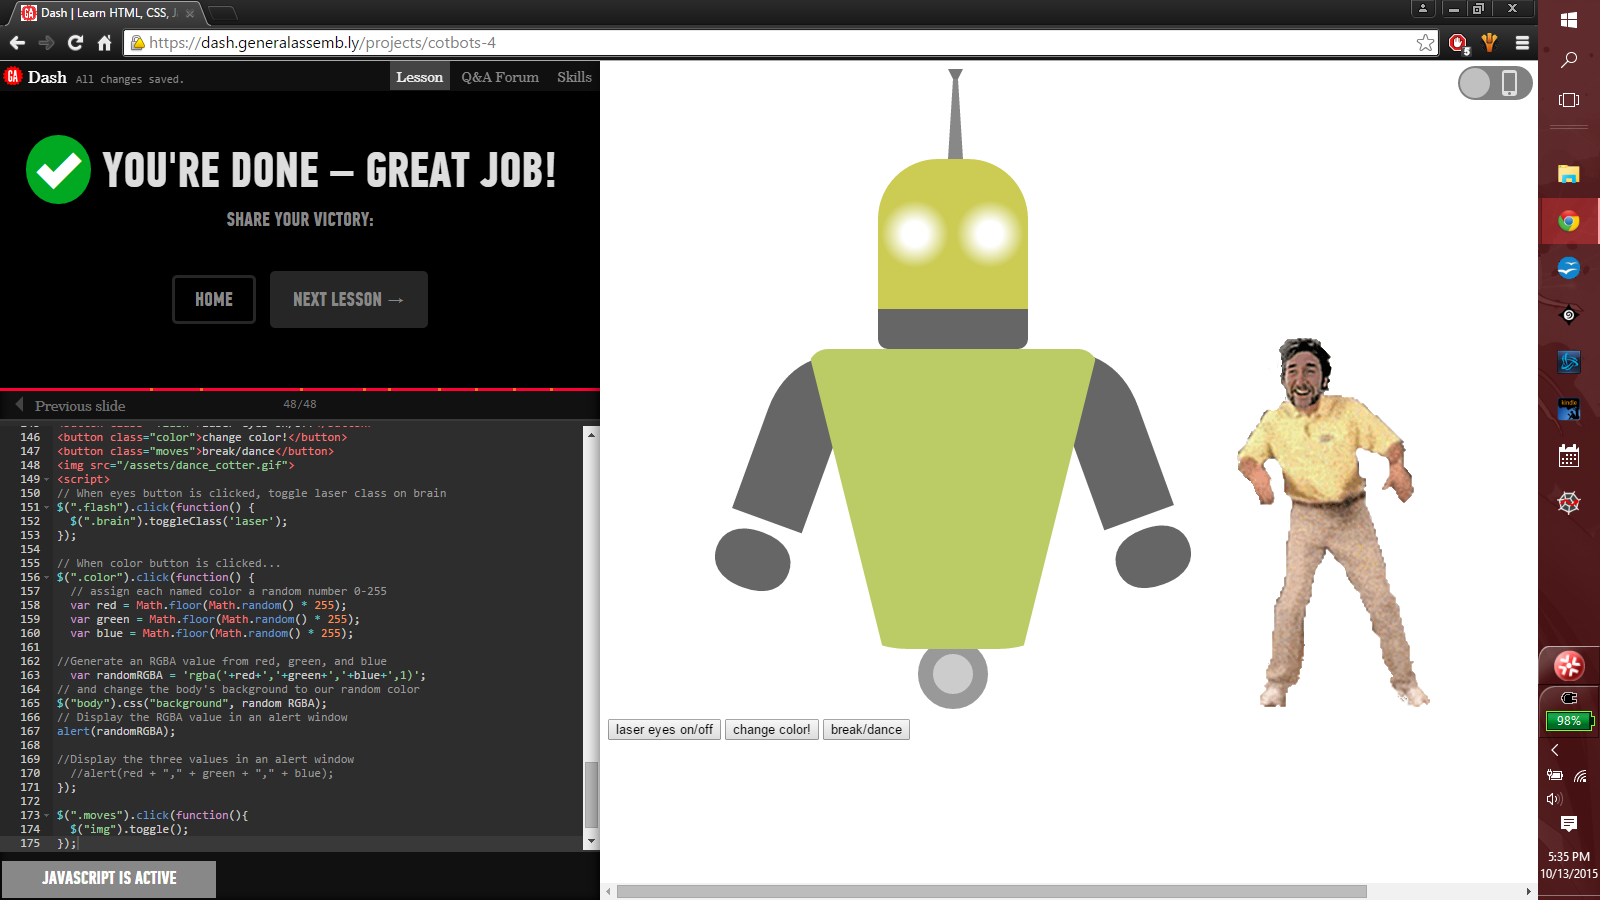 Dash | Learn HTML, CSS, J
https://dash.generalassemb.ly/projects/cotbots-4
5
GA Dash All changes saved.
Lesson Q&A Forum Skills
YOU'RE DONE – GREAT JOB!
SHARE YOUR VICTORY:
HOME NEXT LESSON →
Previous slide 48/48
146 <button class="color">change color!</button>
147 <button class="moves">break/dance</button>
148 <img src="/assets/dance_cotter.gif">
149 <script>
150 // When eyes button is clicked, toggle laser class on brain
151 $(".flash").click(function() {
152 $(".brain").toggleClass('laser');
153 });
154
155 // When color button is clicked...
156 $(".color").click(function() {
157 // assign each named color a random number 0-255
158 var red = Math.floor(Math.random() * 255);
159 var green = Math.floor(Math.random() * 255);
160 var blue = Math.floor(Math.random() * 255);
161
162 //Generate an RGBA value from red, green, and blue
163 var randomRGBA = 'rgba('+red+','+green+','+blue+',1)';
164 // and change the body's background to our random color
165 $("body").css("background", random RGBA);
166 // Display the RGBA value in an alert window
167 alert(randomRGBA);
168
169 //Display the three values in an alert window
170 //alert(red + "," + green + "," + blue);
171 });
172
173 $(".moves").click(function(){
174 $("img").toggle();
175 });
JAVASCRIPT IS ACTIVE
laser eyes on/off change color! break/dance
kindle
98%
5:35 PM
10/13/2015